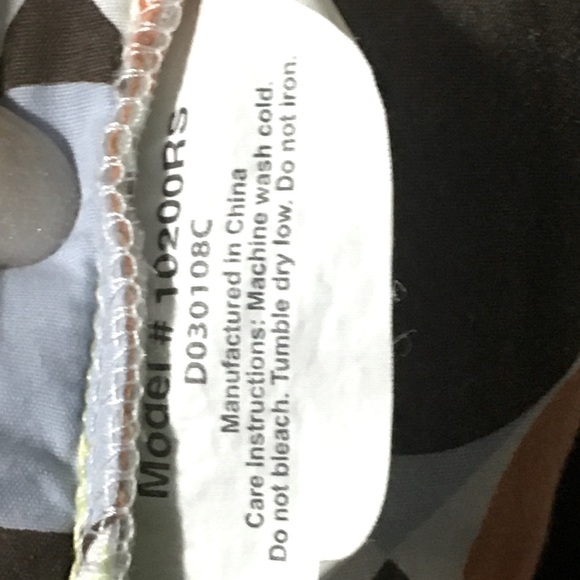 Model # 10200RS
D030108C
Manufactured in China
Care Instructions: Machine wash cold.
Do not bleach. Tumble dry low. Do not iron.